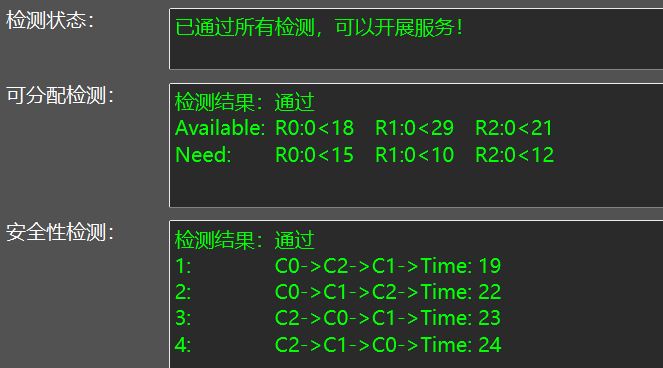 检测状态：
已通过所有检测，可以开展服务！
可分配检测：
检测结果：通过
Available: R0:0<18 R1:0<29 R2:0<21
Need: R0:0<15 R1:0<10 R2:0<12
安全性检测：
检测结果：通过
1: C0->C2->C1->Time: 19
2: C0->C1->C2->Time: 22
3: C2->C0->C1->Time: 23
4: C2->C1->C0->Time: 24